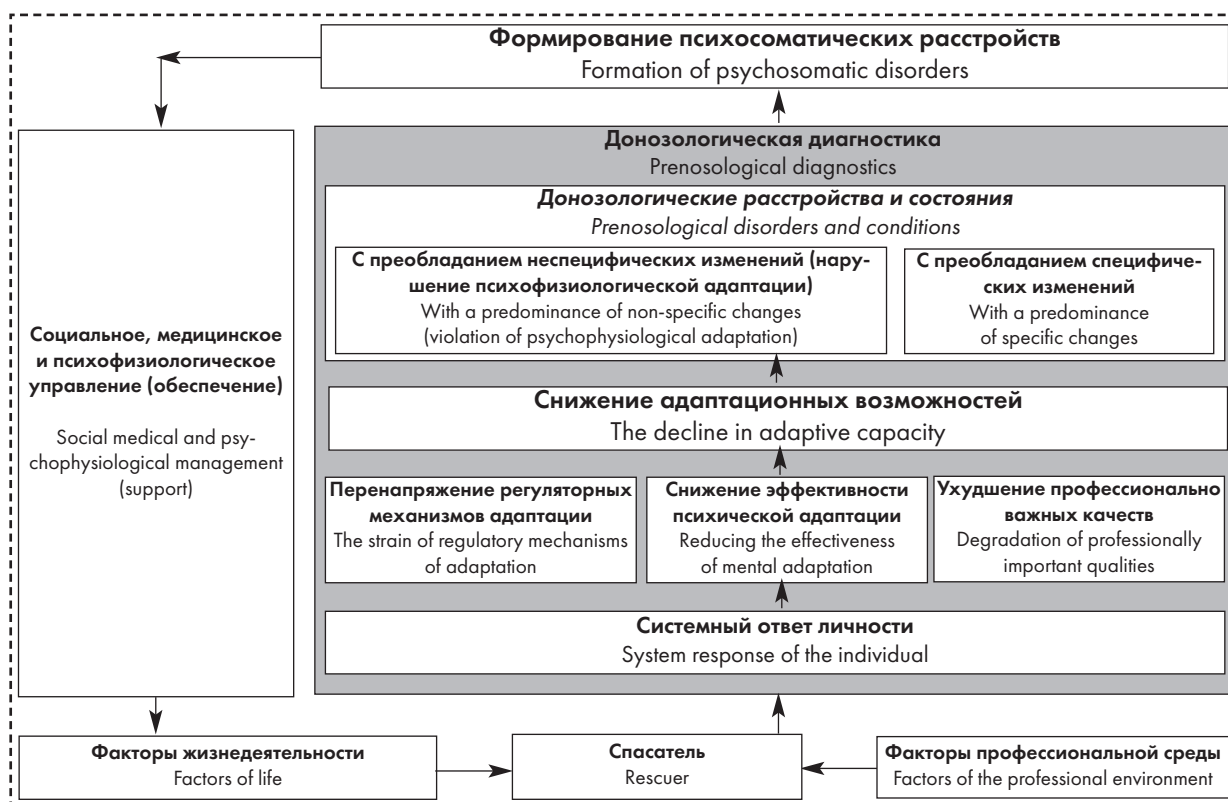 Формирование психосоматических расстройств
Formation of psychosomatic disorders
Донозологическая диагностика
Prenosological diagnostics
Донозологические расстройства и состояния
Prenosological disorders and conditions
С преобладанием неспецифических изменений (нару-
шение психофизиологической адаптации)
With a predominance of non-specific changes
(violation of psychophysiological adaptation)
С преобладанием специфиче-
ских изменений
With a predominance
of specific changes
Социальное, медицинское
и психофизиологическое
управление (обеспечение)
Social medical and psy-
chophysiological management
(support)
Снижение адаптационных возможностей
The decline in adaptive capacity
Перенапряжение регуляторных
механизмов адаптации
The strain of regulatory mechanisms
of adaptation
Снижение эффективности
психической адаптации
Reducing the effectiveness
of mental adaptation
Ухудшение профессионально
важных качеств
Degradation of professionally
important qualities
Системный ответ личности
System response of the individual
Факторы жизнедеятельности
Factors of life
Спасатель
Rescuer
Факторы профессиональной среды
Factors of the professional environment